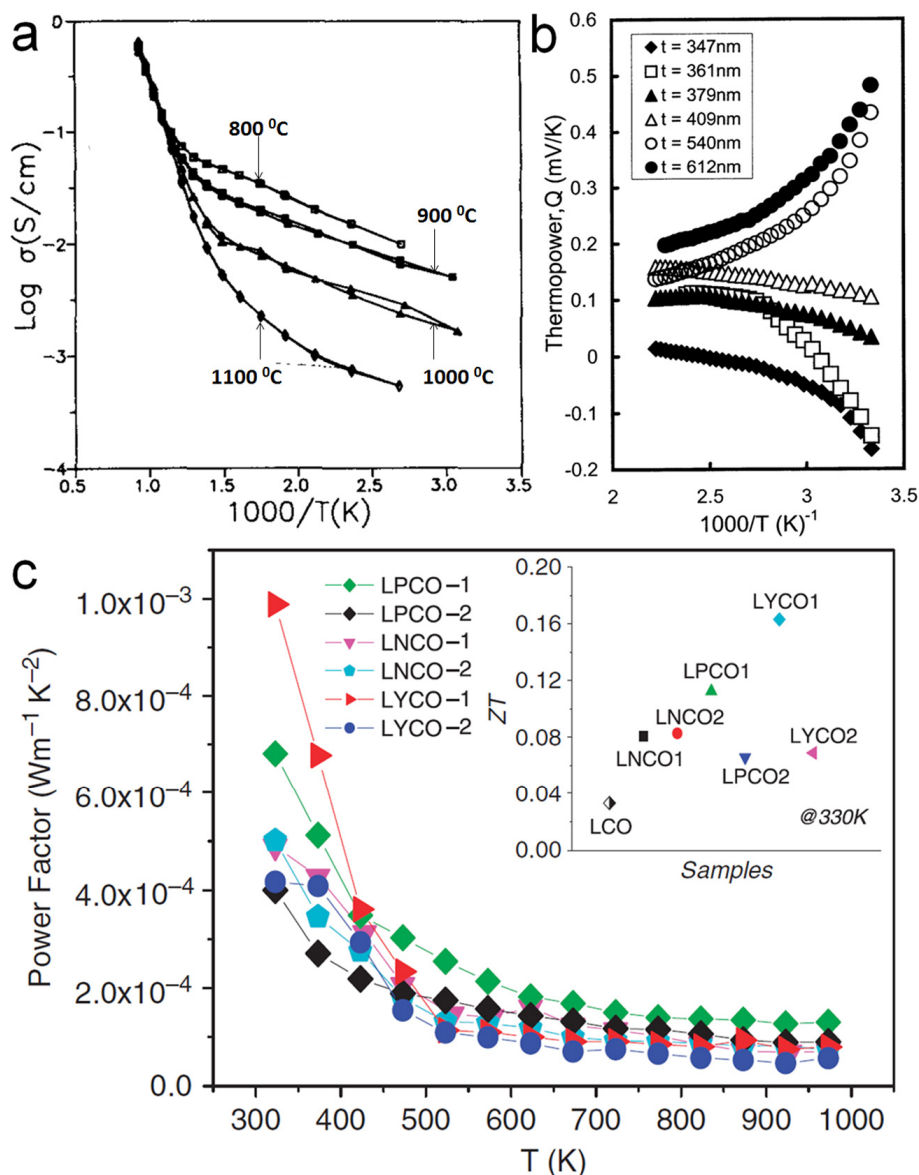 a
0
-1
-2
-3
-4
Log σ(S/cm)
800 ⁰C
900 ⁰C
1100 ⁰C
1000 ⁰C
0.5
1.0
1.5
2.0
2.5
3.0
3.5
1000/T(K)
b
t = 347nm
t = 361nm
t = 379nm
t = 409nm
t = 540nm
t = 612nm
0.6
0.5
0.4
0.3
0.2
0.1
0
-0.1
-0.2
Thermopower,Q (mV/K)
2
2.5
3
3.5
1000/T (K)⁻¹
c
1.0x10⁻³
8.0x10⁻⁴
6.0x10⁻⁴
4.0x10⁻⁴
2.0x10⁻⁴
0.0
Power Factor (Wm⁻¹ K⁻²)
LPCO−1
LPCO−2
LNCO−1
LNCO−2
LYCO−1
LYCO−2
0.20
0.16
0.12
0.08
0.04
0.00
ZT
LYCO1
LPCO1
LNCO2
LNCO1
LYCO2
LPCO2
LCO
@330K
Samples
300
400
500
600
700
800
900
1000
T (K)